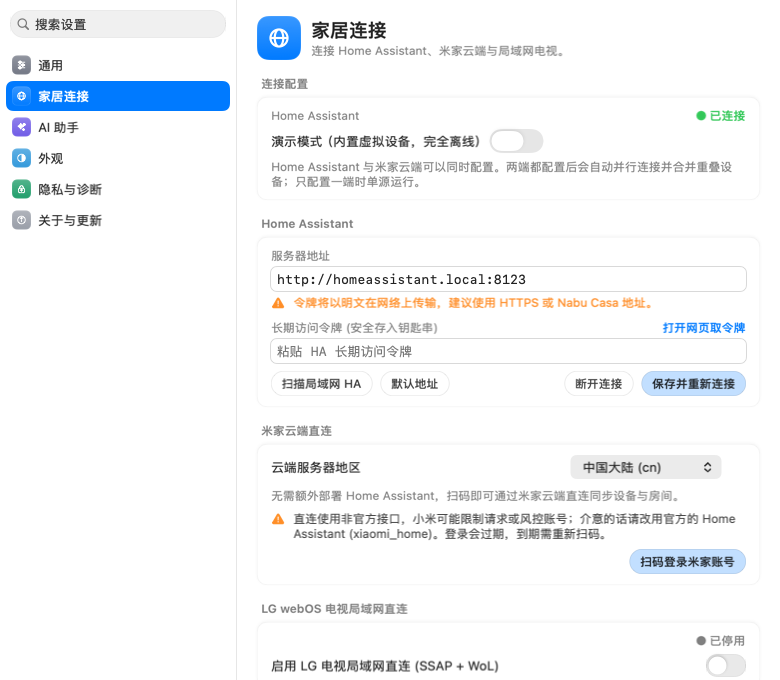 搜索设置
通用
家居连接
AI 助手
外观
隐私与诊断
关于与更新
家居连接
连接 Home Assistant、米家云端与局域网电视。
连接配置
Home Assistant
已连接
演示模式（内置虚拟设备，完全离线）
Home Assistant 与米家云端可以同时配置。两端都配置后会自动并行连接并合并重叠设
备；只配置一端时单源运行。
Home Assistant
服务器地址
http://homeassistant.local:8123
令牌将以明文在网络上传输，建议使用 HTTPS 或 Nabu Casa 地址。
长期访问令牌 (安全存入钥匙串)
打开网页取令牌
粘贴 HA 长期访问令牌
扫描局域网 HA
默认地址
断开连接
保存并重新连接
米家云端直连
云端服务器地区
中国大陆 (cn)
无需额外部署 Home Assistant，扫码即可通过米家云端直连同步设备与房间。
直连使用非官方接口，小米可能限制请求或风控账号；介意的话请改用官方的 Home
Assistant (xiaomi_home)。登录会过期，到期需重新扫码。
扫码登录米家账号
LG webOS 电视局域网直连
已停用
启用 LG 电视局域网直连 (SSAP + WoL)